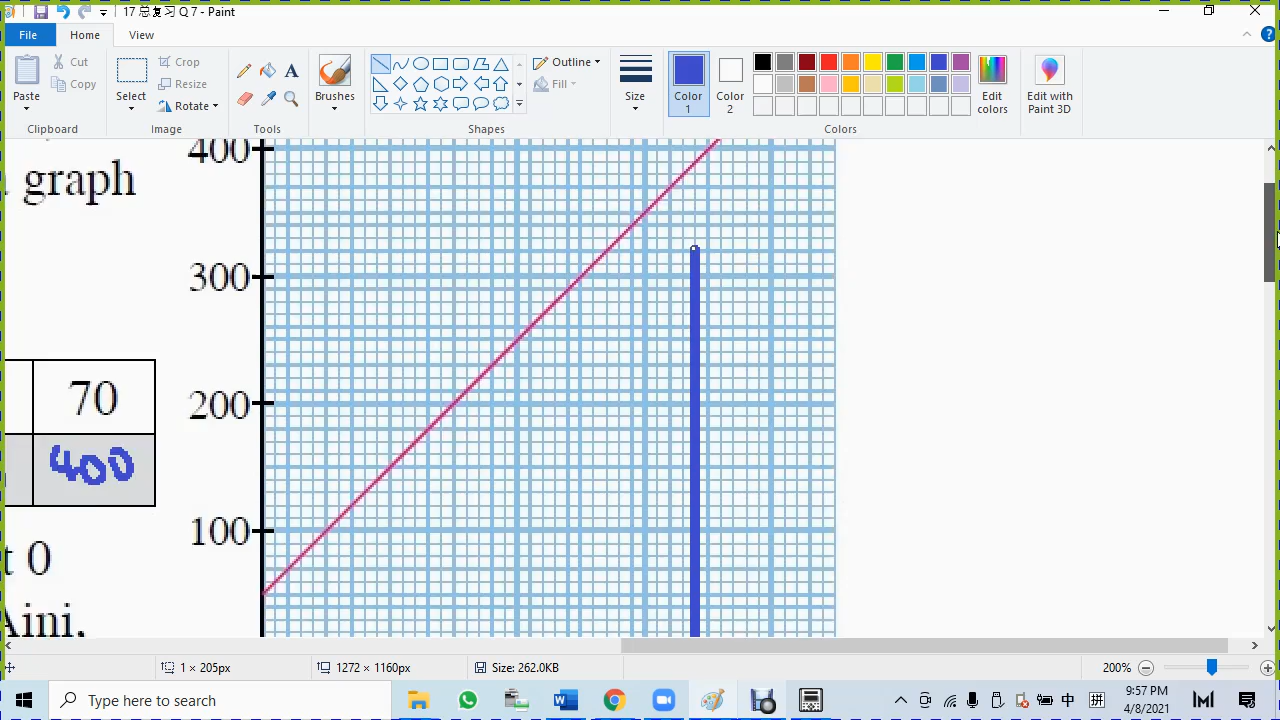 17 总复习 Q 7 - Paint
File Home View
Paste
Cut
Copy
Clipboard
Select
Crop
Resize
Rotate
Image
A
Tools
Brushes
Outline
Fill
Shapes
Size
Color 1
Color 2
Edit colors
Colors
Edit with Paint 3D
400
graph
300
70
200
400
100
t 0
Aini,
1 × 205px
1272 × 1160px
Size: 262.0KB
200%
Type here to search
中
拼
9:57 PM
4/8/2021